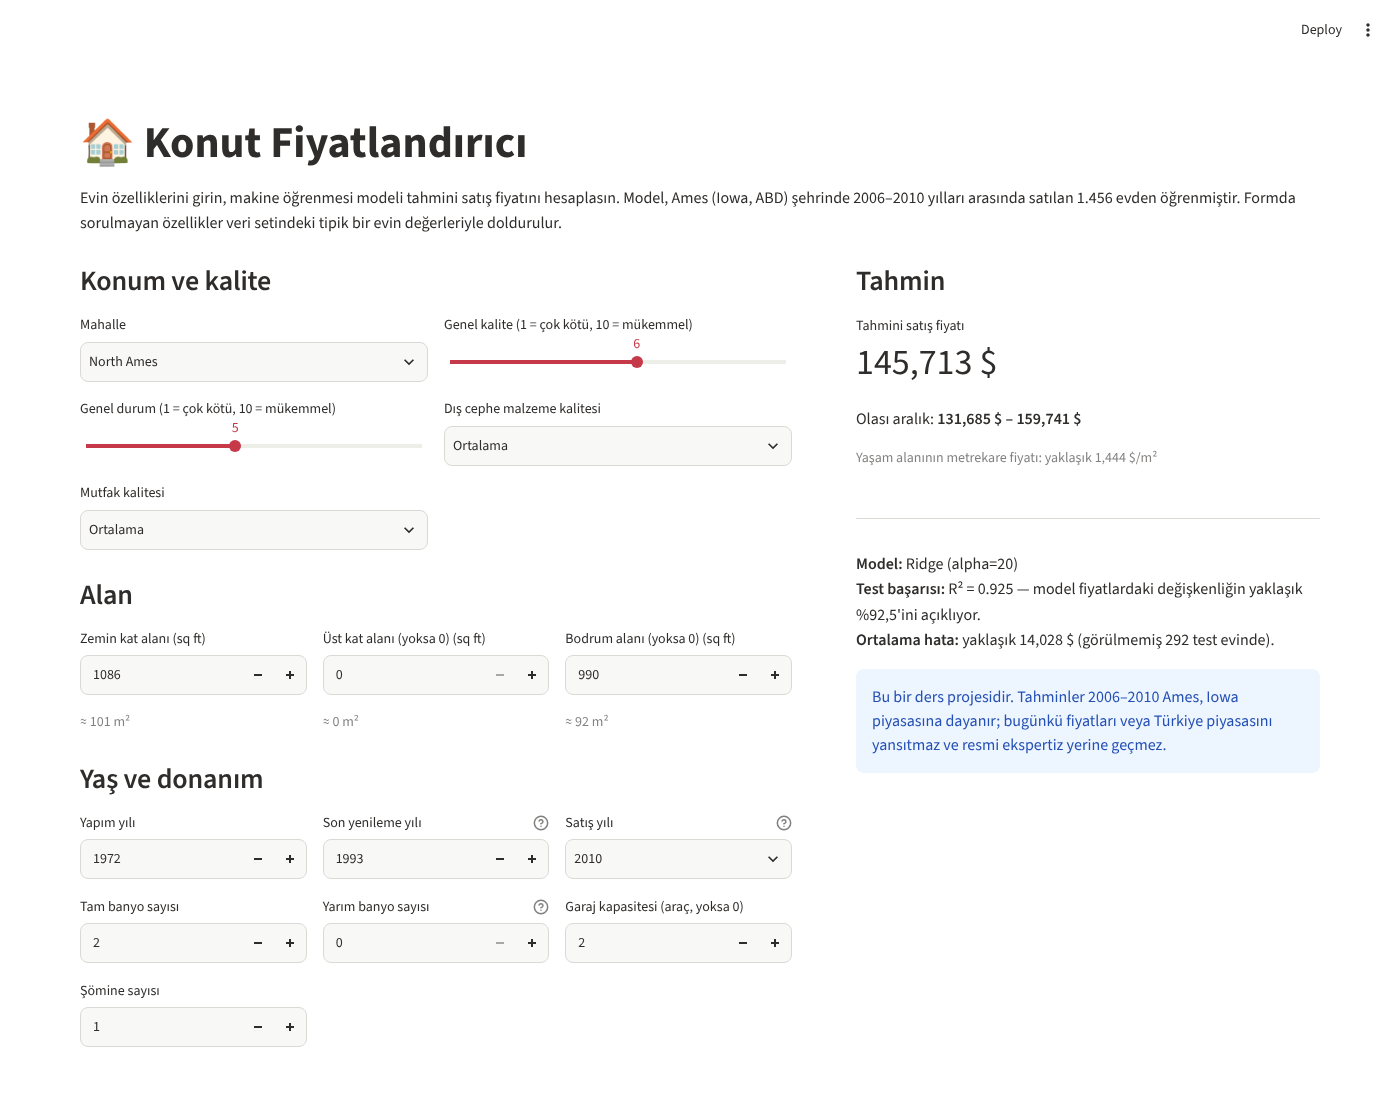 Deploy
Konut Fiyatlandırıcı
Evin özelliklerini girin, makine öğrenmesi modeli tahmini satış fiyatını hesaplasın. Model, Ames (Iowa, ABD) şehrinde 2006–2010 yılları arasında satılan 1.456 evden öğrenmiştir. Formda
sorulmayan özellikler veri setindeki tipik bir evin değerleriyle doldurulur.
Konum ve kalite
Mahalle
North Ames
Genel kalite (1 = çok kötü, 10 = mükemmel)
6
Genel durum (1 = çok kötü, 10 = mükemmel)
5
Dış cephe malzeme kalitesi
Ortalama
Mutfak kalitesi
Ortalama
Alan
Zemin kat alanı (sq ft)
1086
≈ 101 m²
Üst kat alanı (yoksa 0) (sq ft)
0
≈ 0 m²
Bodrum alanı (yoksa 0) (sq ft)
990
≈ 92 m²
Yaş ve donanım
Yapım yılı
1972
Son yenileme yılı
1993
Satış yılı
2010
Tam banyo sayısı
2
Yarım banyo sayısı
0
Garaj kapasitesi (araç, yoksa 0)
2
Şömine sayısı
1
Tahmin
Tahmini satış fiyatı
145,713 $
Olası aralık: 131,685 $ – 159,741 $
Yaşam alanının metrekare fiyatı: yaklaşık 1,444 $/m²
Model: Ridge (alpha=20)
Test başarısı: R² = 0.925 — model fiyatlardaki değişkenliğin yaklaşık
%92,5'ini açıklıyor.
Ortalama hata: yaklaşık 14,028 $ (görülmemiş 292 test evinde).
Bu bir ders projesidir. Tahminler 2006–2010 Ames, Iowa
piyasasına dayanır; bugünkü fiyatları veya Türkiye piyasasını
yansıtmaz ve resmi ekspertiz yerine geçmez.